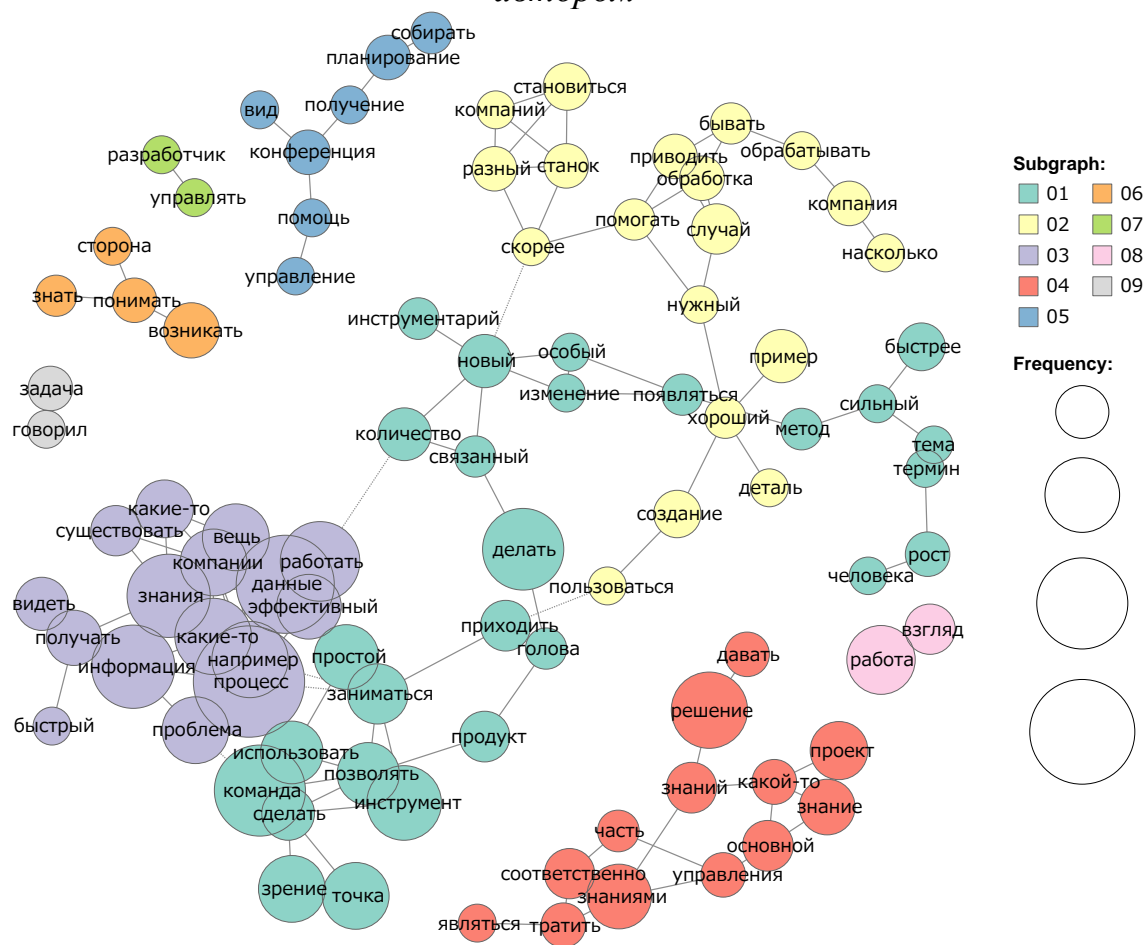 собирать
планирование
становиться
получение
компаний
вид
бывать
конференция
обрабатывать
приводить
разработчик
станок
разный
обработка
управлять
компания
помощь
помогать
случай
сторона
скорее
насколько
управление
знать
понимать
нужный
возникать
инструментарий
особый
быстрее
новый
пример
задача
изменение
появляться
сильный
хороший
говорил
количество
метод
тема
связанный
термин
деталь
какие-то
создание
существовать
вещь
делать
работать
рост
компании
данные
человека
пользоваться
знания
эффективный
видеть
приходить
взгляд
получать
какие-то
голова
например
простой
давать
информация
работа
процесс
заниматься
решение
быстрый
проблема
продукт
проект
использовать
позволять
знаний
какой-то
команда
инструмент
знание
сделать
часть
основной
соответственно
управления
зрение
точка
знаниями
являться
тратить
Subgraph:
01 06
02 07
03 08
04 09
05
Frequency: